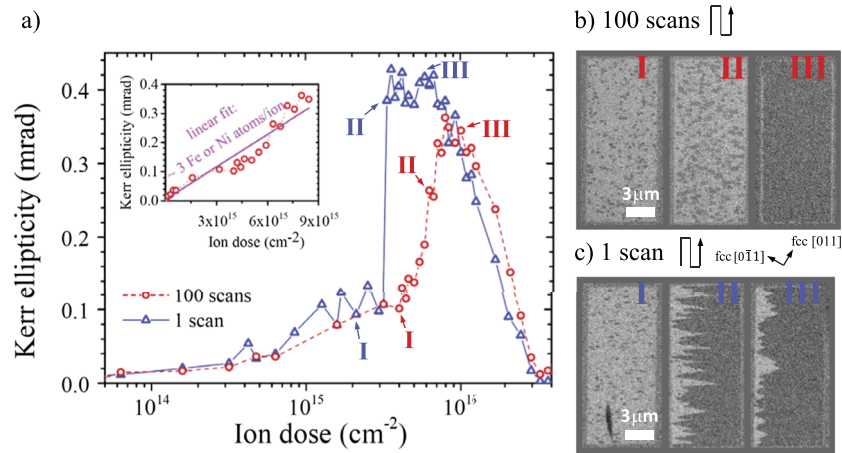 a)
Kerr ellipticity (mrad)
0.4
0.3
0.2
0.1
0.0
10¹⁴
10¹⁵
10¹⁶
Ion dose (cm⁻²)
Kerr ellipticity (mrad)
0.4
0.3
0.2
0.1
0.0
3x10¹⁵
6x10¹⁵
9x10¹⁵
Ion dose (cm⁻²)
linear fit:
~ 3 Fe or Ni atoms/ion
100 scans
1 scan
I
II
III
I
II
III
b) 100 scans
I
II
III
3μm
c) 1 scan
fcc [01̄1]
fcc [011]
I
II
III
3μm